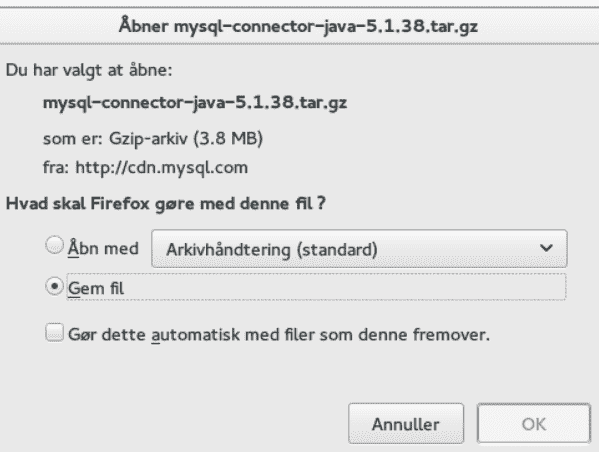 Åbner mysql-connector-java-5.1.38.tar.gz
Du har valgt at åbne:
mysql-connector-java-5.1.38.tar.gz
som er: Gzip-arkiv (3.8 MB)
fra: http://cdn.mysql.com
Hvad skal Firefox gøre med denne fil ?
Åbn med Arkivhåndtering (standard)
Gem fil
Gør dette automatisk med filer som denne fremover.
Annuller OK